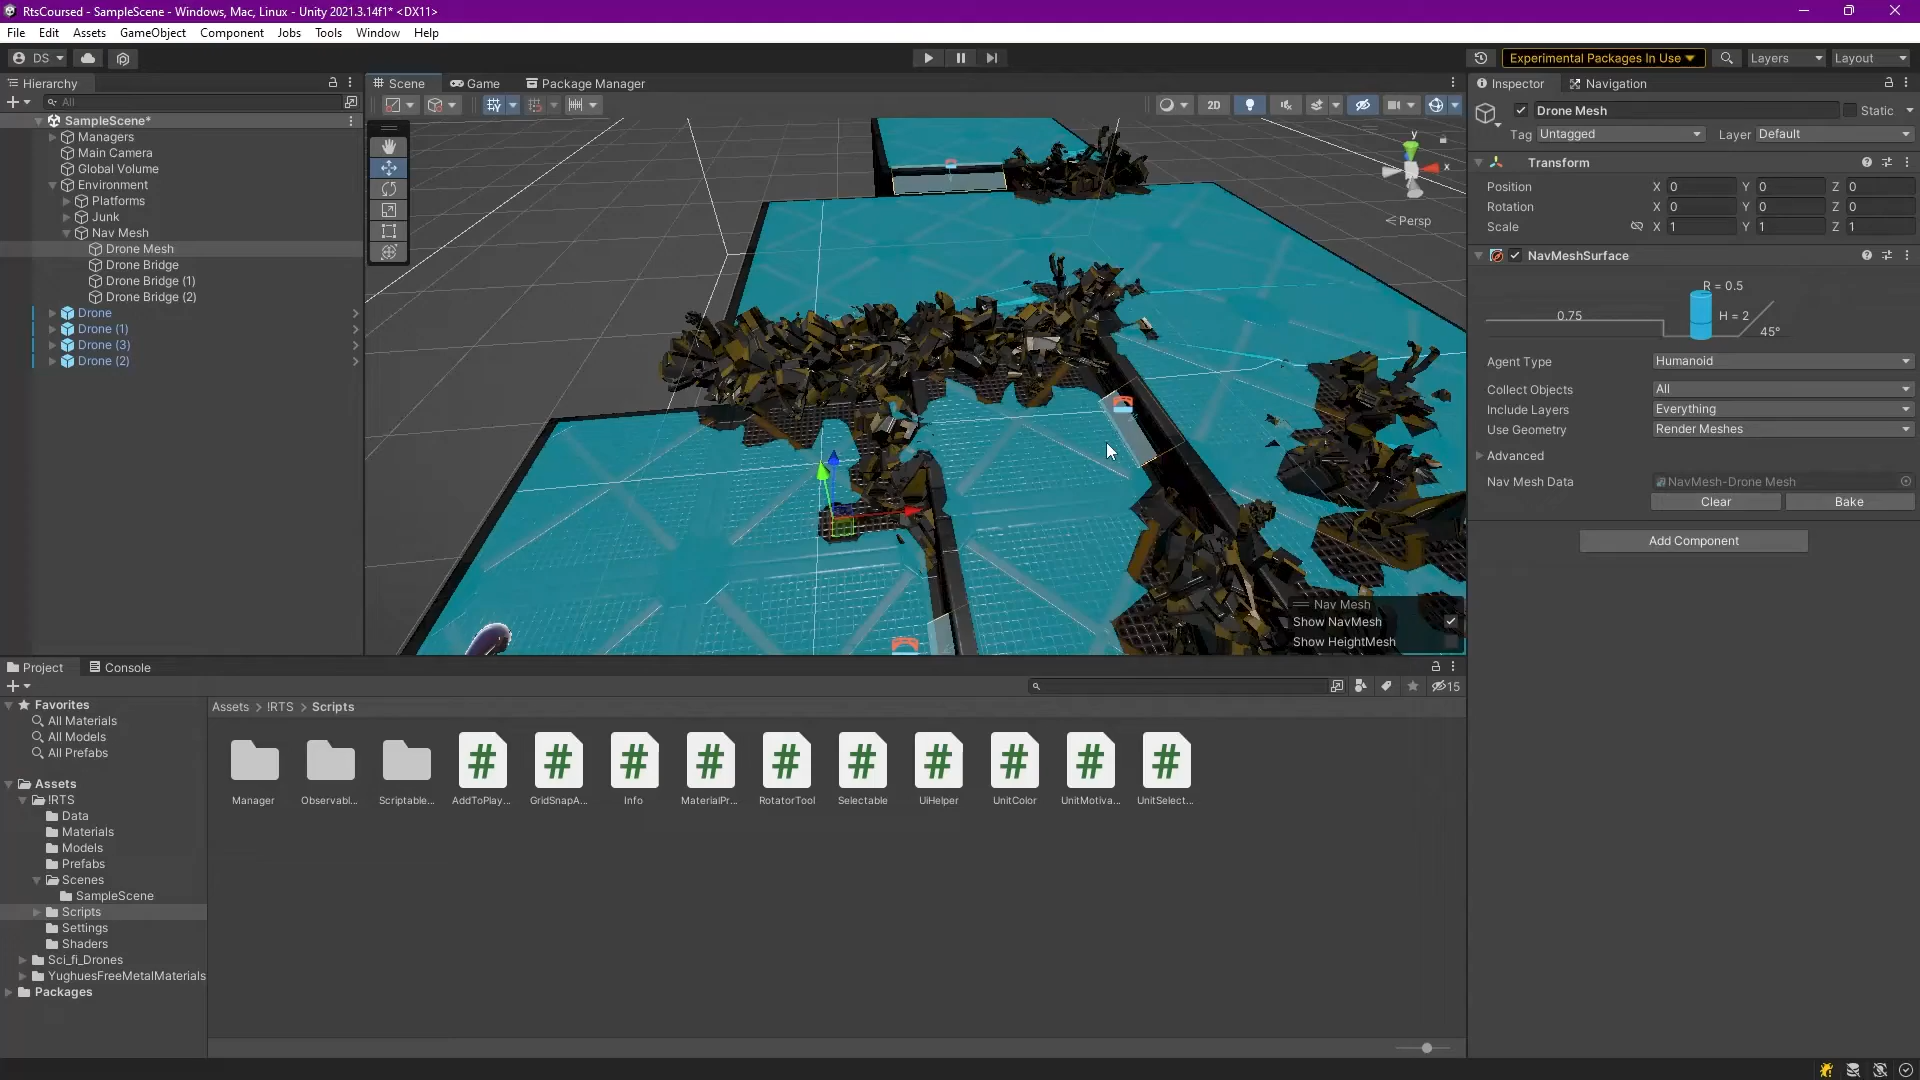 RtsCoursed - SampleScene - Windows, Mac, Linux - Unity 2021.3.14f1* <DX11>
File Edit Assets GameObject Component Jobs Tools Window Help
DS
Experimental Packages In Use
Layers
Layout
Hierarchy
All
SampleScene*
Managers
Main Camera
Global Volume
Environment
Platforms
Junk
Nav Mesh
Drone Mesh
Drone Bridge
Drone Bridge (1)
Drone Bridge (2)
Drone
Drone (1)
Drone (3)
Drone (2)
Scene
Game
Package Manager
2D
y
x
Persp
Nav Mesh
Show NavMesh
Show HeightMesh
Inspector
Navigation
Drone Mesh
Static
Tag Untagged
Layer Default
Transform
Position X 0 Y 0 Z 0
Rotation X 0 Y 0 Z 0
Scale X 1 Y 1 Z 1
NavMeshSurface
R = 0.5
0.75
H = 2
45°
Agent Type Humanoid
Collect Objects All
Include Layers Everything
Use Geometry Render Meshes
Advanced
Nav Mesh Data NavMesh-Drone Mesh
Clear
Bake
Add Component
Project
Console
15
Favorites
All Materials
All Models
All Prefabs
Assets
!RTS
Data
Materials
Models
Prefabs
Scenes
SampleScene
Scripts
Settings
Shaders
Sci_fi_Drones
YughuesFreeMetalMaterials
Packages
Assets > !RTS > Scripts
Manager
Observabl...
Scriptable...
AddToPlay...
GridSnapA...
Info
MaterialPr...
RotatorTool
Selectable
UiHelper
UnitColor
UnitMotiva...
UnitSelect...